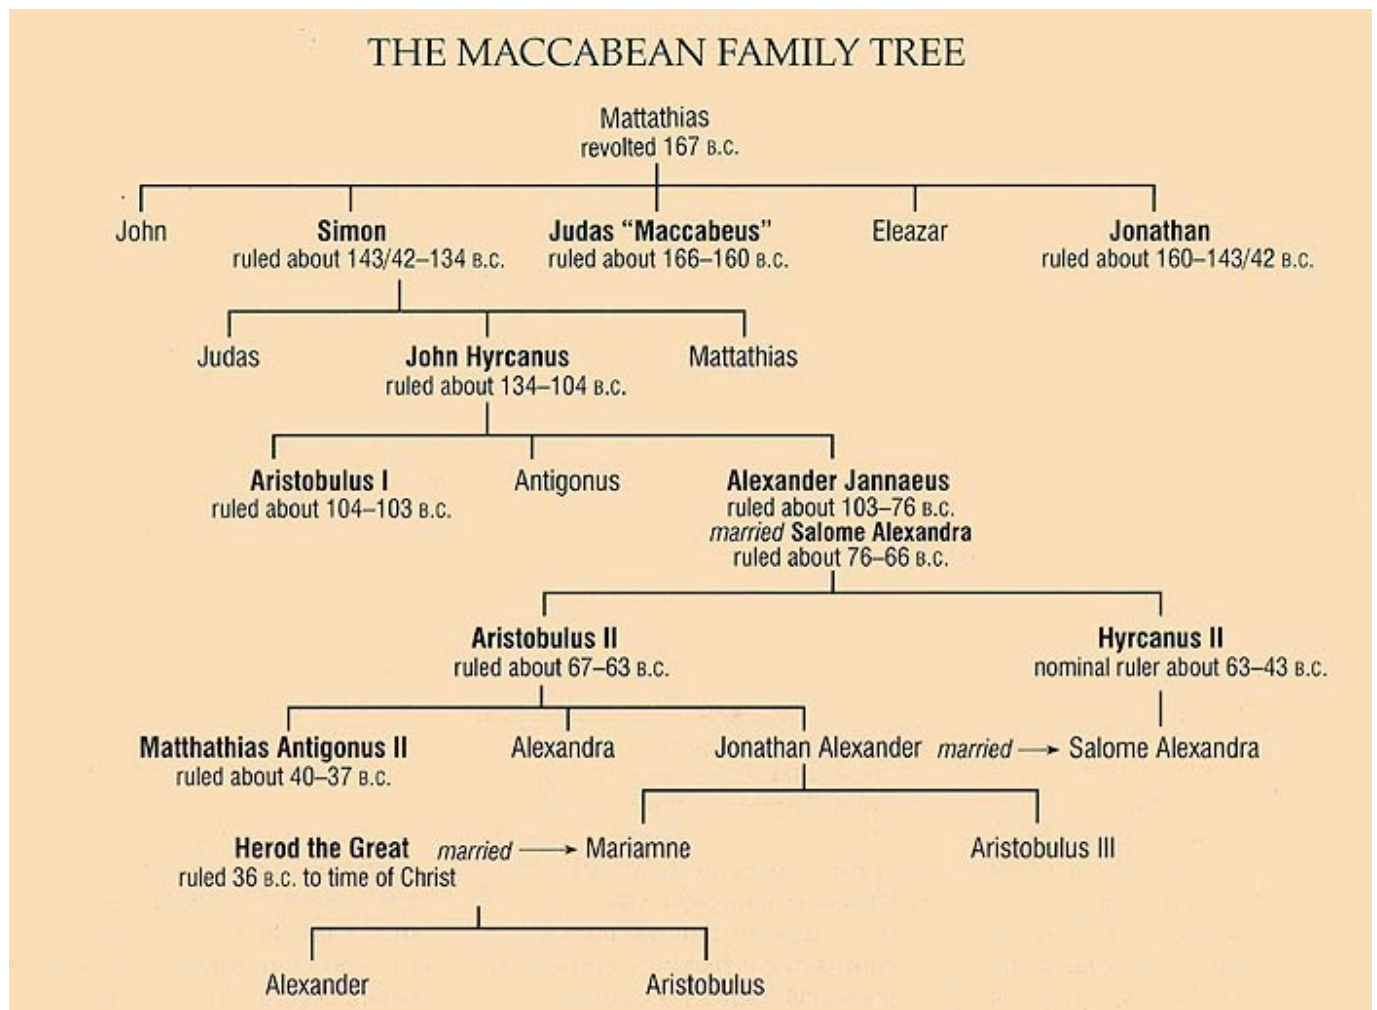 THE MACCABEAN FAMILY TREE
Mattathias
revolted 167 B.C.
John
Simon
ruled about 143/42–134 B.C.
Judas “Maccabeus”
ruled about 166–160 B.C.
Eleazar
Jonathan
ruled about 160–143/42 B.C.
Judas
John Hyrcanus
ruled about 134–104 B.C.
Mattathias
Aristobulus I
ruled about 104–103 B.C.
Antigonus
Alexander Jannaeus
ruled about 103–76 B.C.
married Salome Alexandra
ruled about 76–66 B.C.
Aristobulus II
ruled about 67–63 B.C.
Hyrcanus II
nominal ruler about 63–43 B.C.
Matthathias Antigonus II
ruled about 40–37 B.C.
Alexandra
Jonathan Alexander married → Salome Alexandra
Herod the Great married → Mariamne
ruled 36 B.C. to time of Christ
Aristobulus III
Alexander
Aristobulus